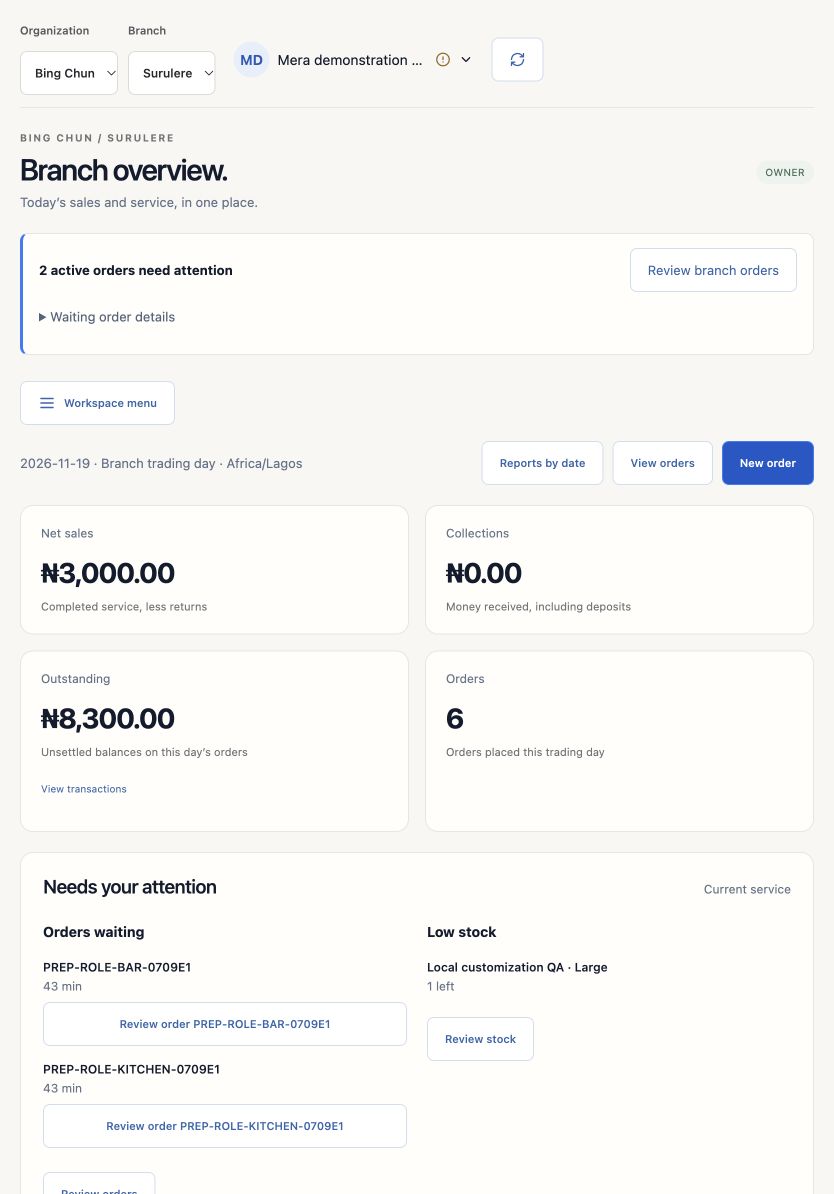 Organization
Branch
Bing Chun
Surulere
MD
Mera demonstration ...
BING CHUN / SURULERE
Branch overview.
OWNER
Today's sales and service, in one place.
2 active orders need attention
Review branch orders
Waiting order details
Workspace menu
2026-11-19 · Branch trading day · Africa/Lagos
Reports by date
View orders
New order
Net sales
₦3,000.00
Completed service, less returns
Collections
₦0.00
Money received, including deposits
Outstanding
₦8,300.00
Unsettled balances on this day's orders
View transactions
Orders
6
Orders placed this trading day
Needs your attention
Current service
Orders waiting
PREP-ROLE-BAR-0709E1
43 min
Review order PREP-ROLE-BAR-0709E1
PREP-ROLE-KITCHEN-0709E1
43 min
Review order PREP-ROLE-KITCHEN-0709E1
Review orders
Low stock
Local customization QA · Large
1 left
Review stock